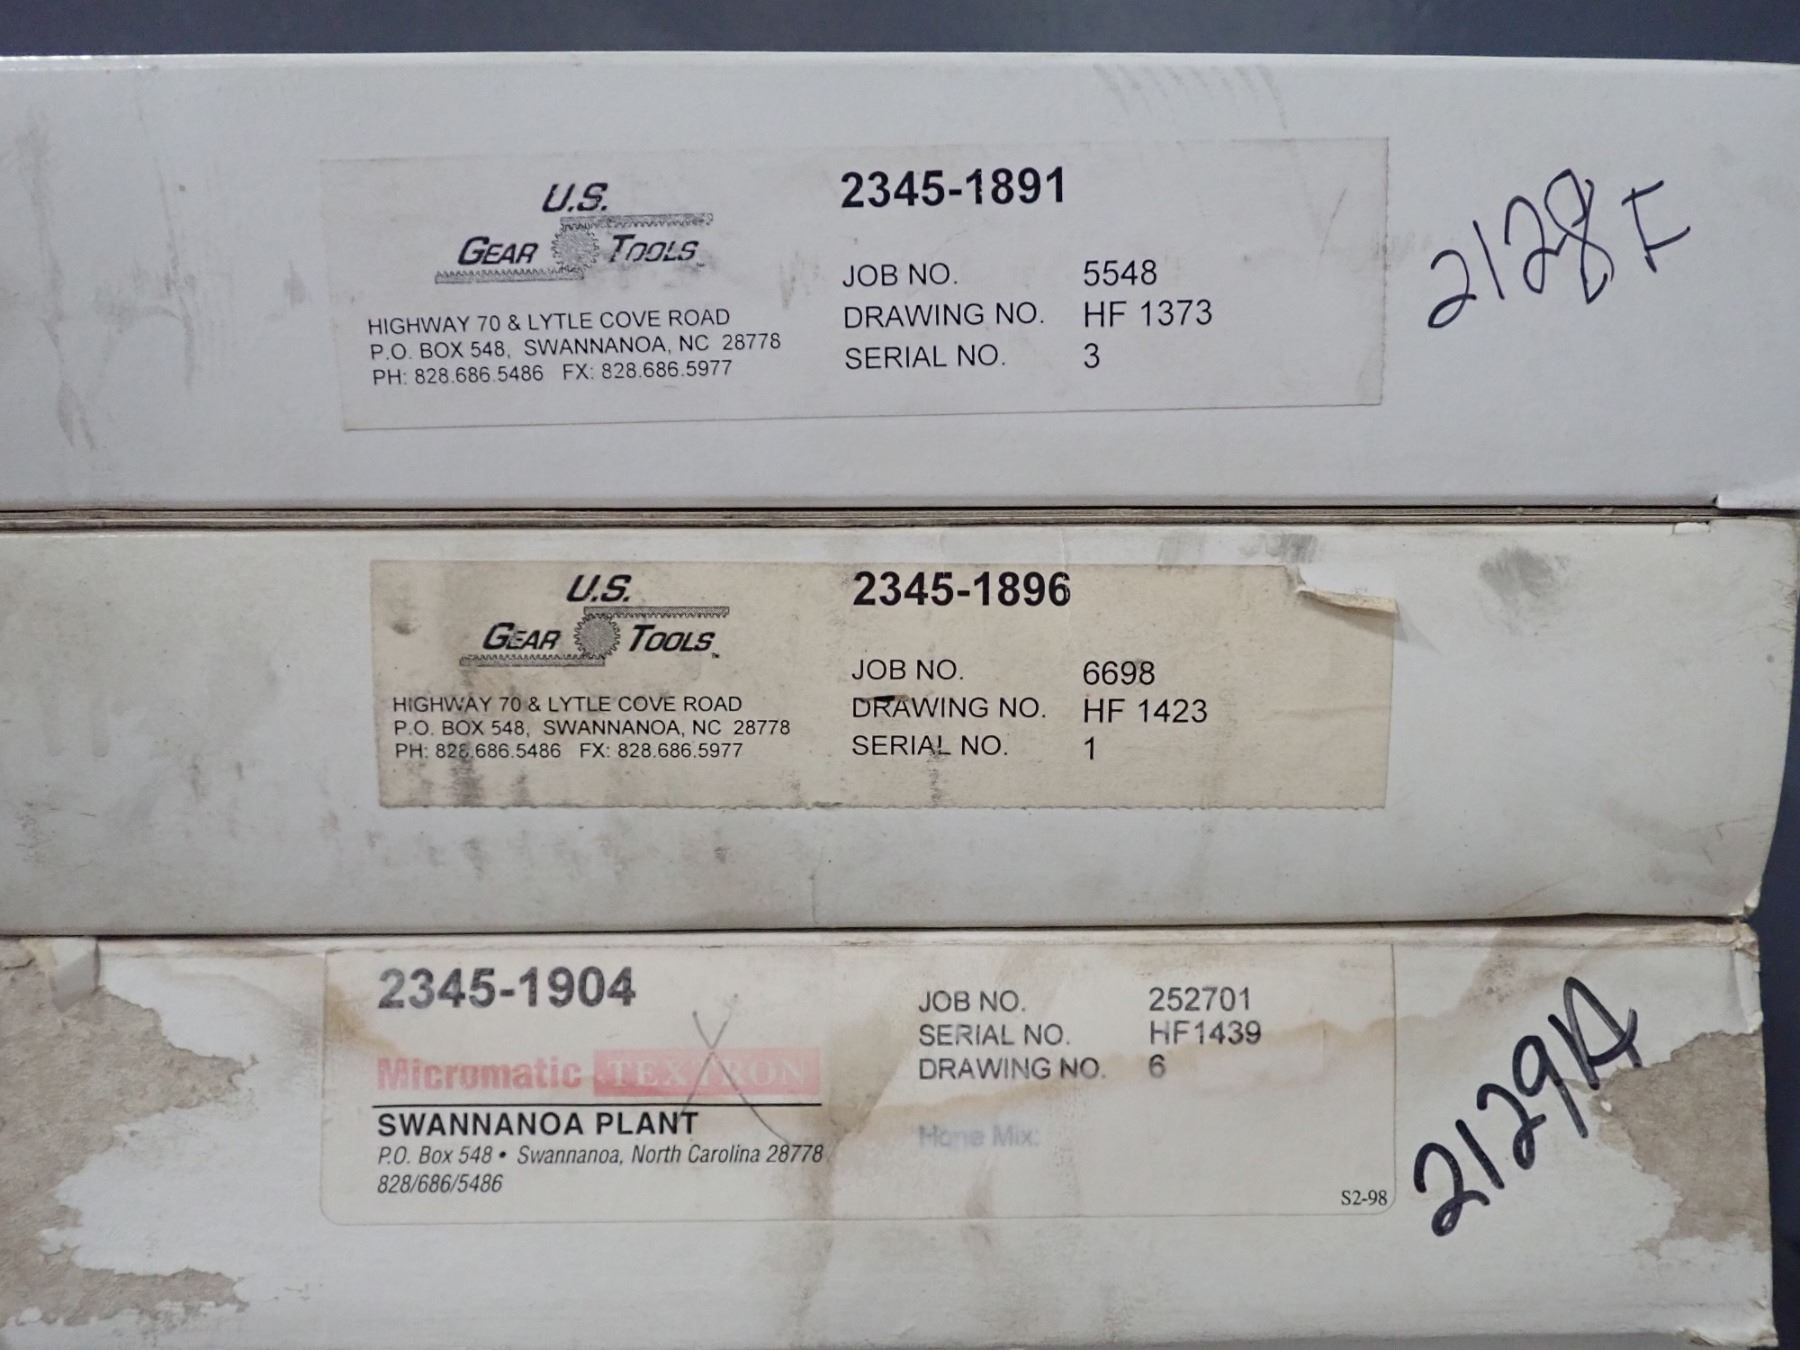 U.S.
GEAR TOOLS™
HIGHWAY 70 & LYTLE COVE ROAD
P.O. BOX 548, SWANNANOA, NC 28778
PH: 828.686.5486 FX: 828.686.5977
2345-1891
JOB NO. 5548
DRAWING NO. HF 1373
SERIAL NO. 3
2128F
U.S.
GEAR TOOLS™
HIGHWAY 70 & LYTLE COVE ROAD
P.O. BOX 548, SWANNANOA, NC 28778
PH: 828.686.5486 FX: 828.686.5977
2345-1896
JOB NO. 6698
DRAWING NO. HF 1423
SERIAL NO. 1
2345-1904
Micromatic TEXTRON
SWANNANOA PLANT
P.O. Box 548 • Swannanoa, North Carolina 28778
828/686/5486
JOB NO. 252701
SERIAL NO. HF1439
DRAWING NO. 6
Hone Mix:
S2-98
2129A